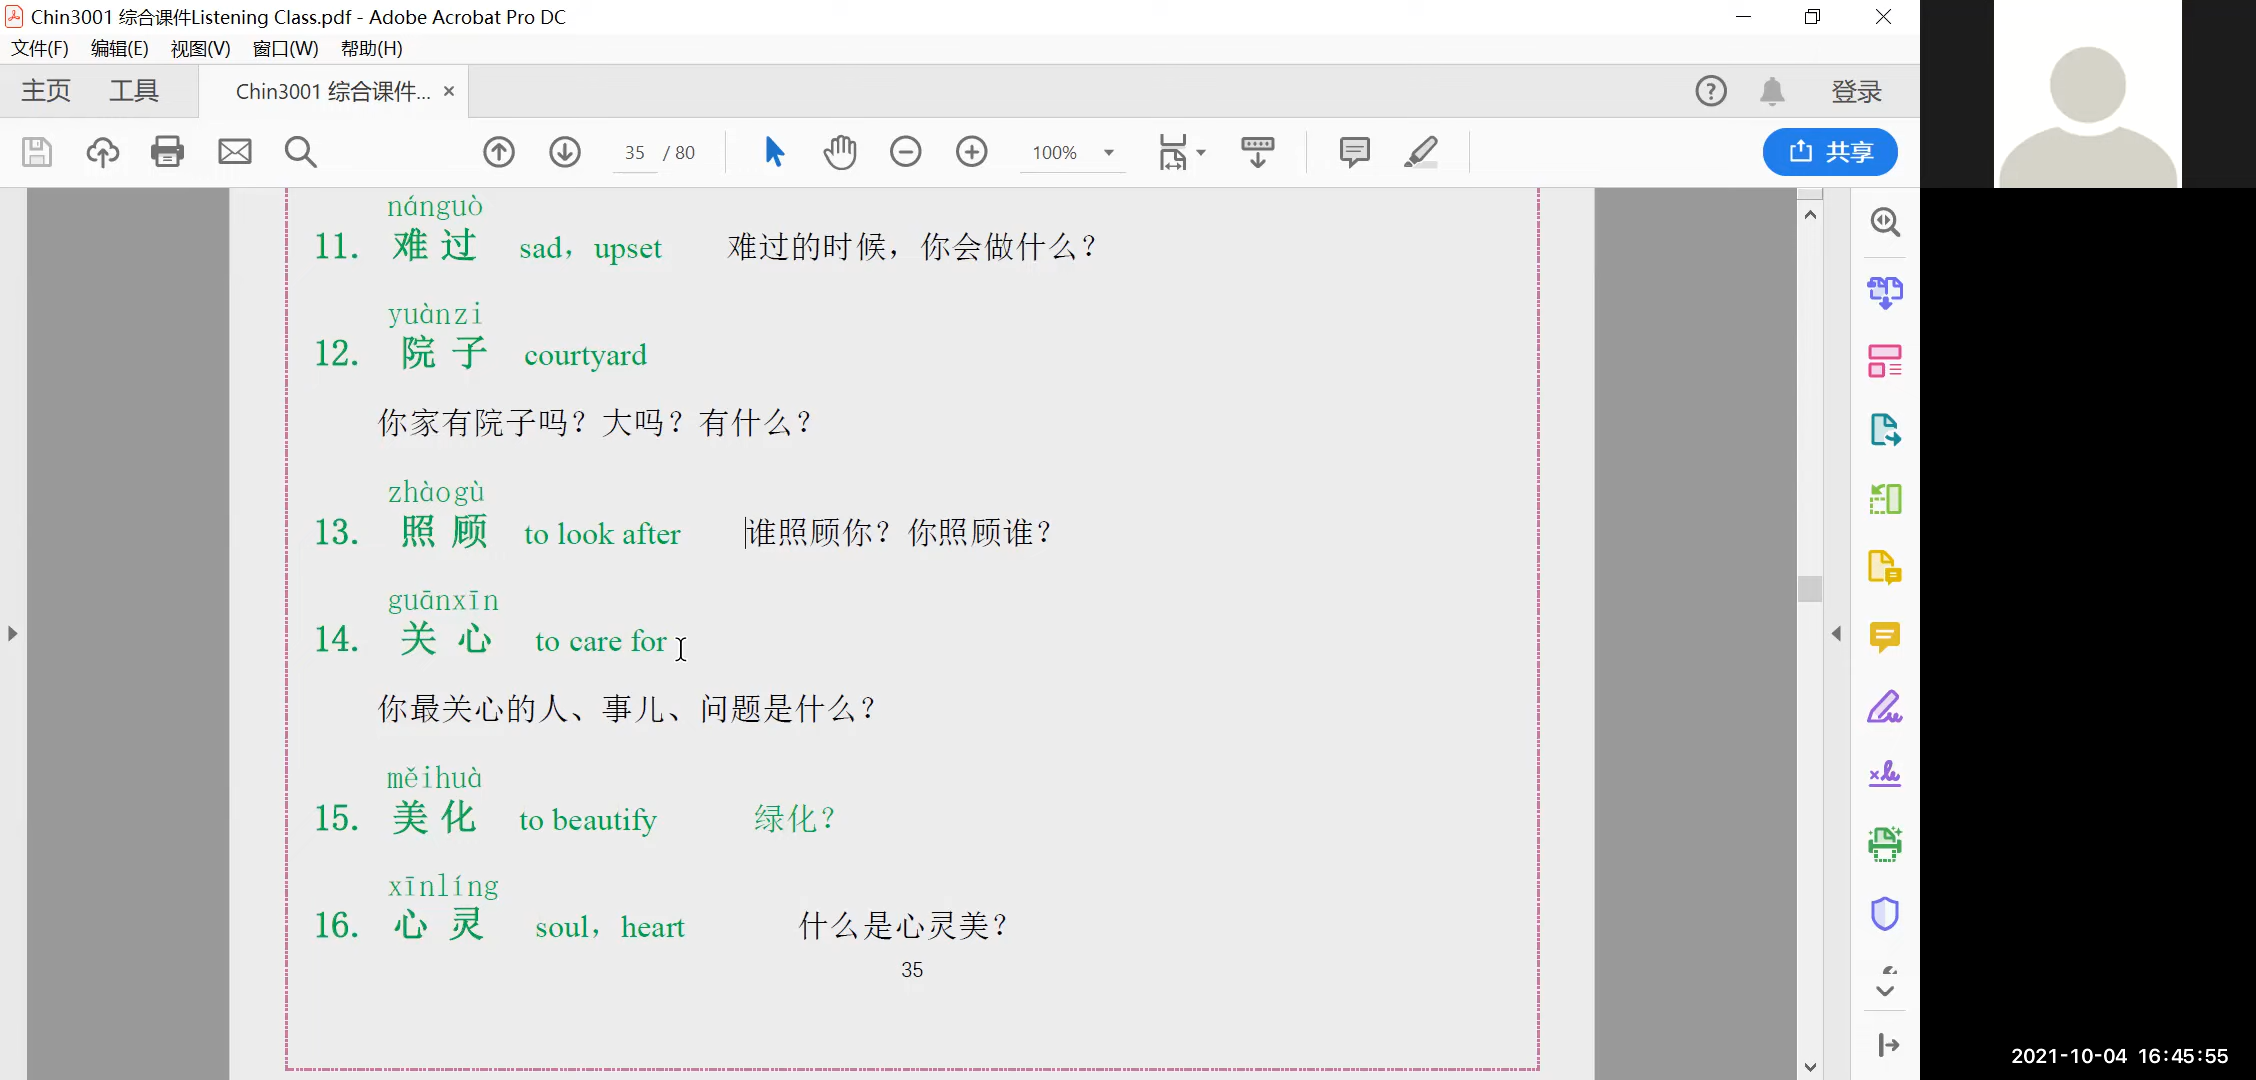 Chin3001 综合课件Listening Class.pdf - Adobe Acrobat Pro DC
文件(F) 编辑(E) 视图(V) 窗口(W) 帮助(H)
主页 工具 Chin3001 综合课件... × 登录
35 / 80 100% 共享
nánguò
11. 难过 sad，upset 难过的时候，你会做什么？
yuànzi
12. 院子 courtyard
你家有院子吗？大吗？有什么？
zhàogù
13. 照顾 to look after 谁照顾你？你照顾谁？
guānxīn
14. 关心 to care for
你最关心的人、事儿、问题是什么？
měihuà
15. 美化 to beautify 绿化？
xīnlíng
16. 心灵 soul，heart 什么是心灵美？
35
2021-10-04 16:45:55